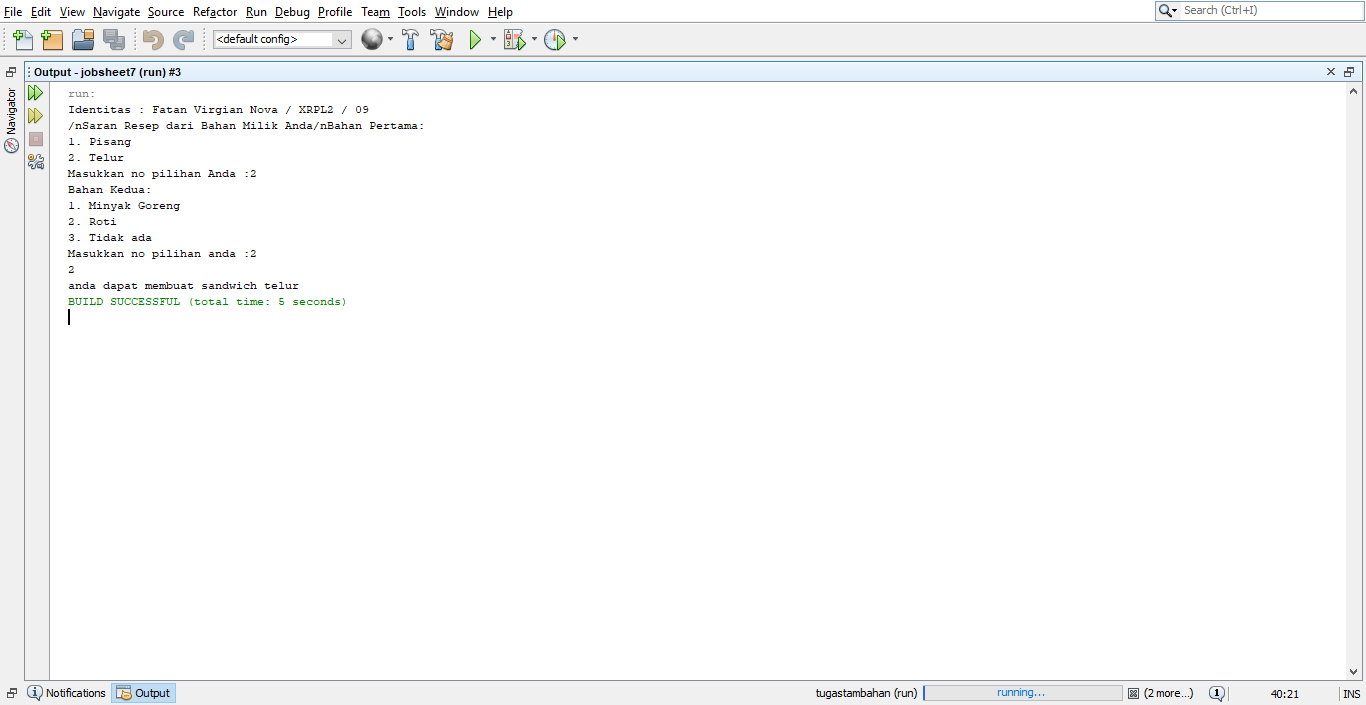 File Edit View Navigate Source Refactor Run Debug Profile Team Tools Window Help
Search (Ctrl+I)
<default config>
Output - jobsheet7 (run) #3
Navigator
run:
Identitas : Fatan Virgian Nova / XRPL2 / 09
/nSaran Resep dari Bahan Milik Anda/nBahan Pertama:
1. Pisang
2. Telur
Masukkan no pilihan Anda :2
Bahan Kedua:
1. Minyak Goreng
2. Roti
3. Tidak ada
Masukkan no pilihan anda :2
2
anda dapat membuat sandwich telur
BUILD SUCCESSFUL (total time: 5 seconds)
Notifications Output tugastambahan (run) running... (2 more...) 1 40:21 INS